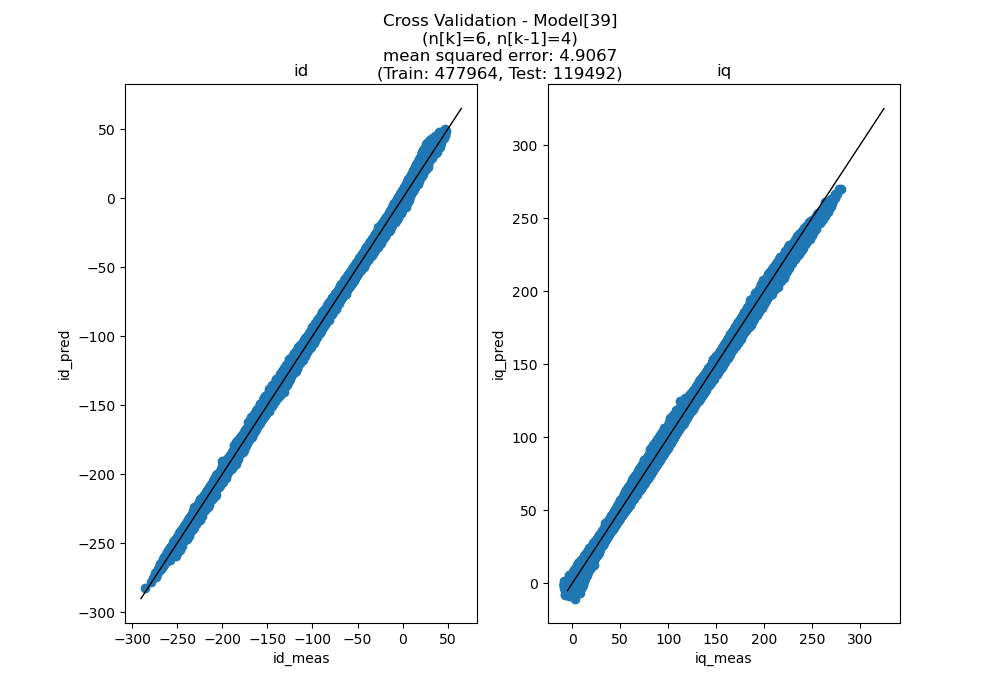 Cross Validation - Model[39]
(n[k]=6, n[k-1]=4)
mean squared error: 4.9067
(Train: 477964, Test: 119492)
id
50
0
−50
−100
−150
−200
−250
−300
id_pred
−300 −250 −200 −150 −100 −50 0 50
id_meas
iq
300
250
200
150
100
50
0
iq_pred
0 50 100 150 200 250 300
iq_meas